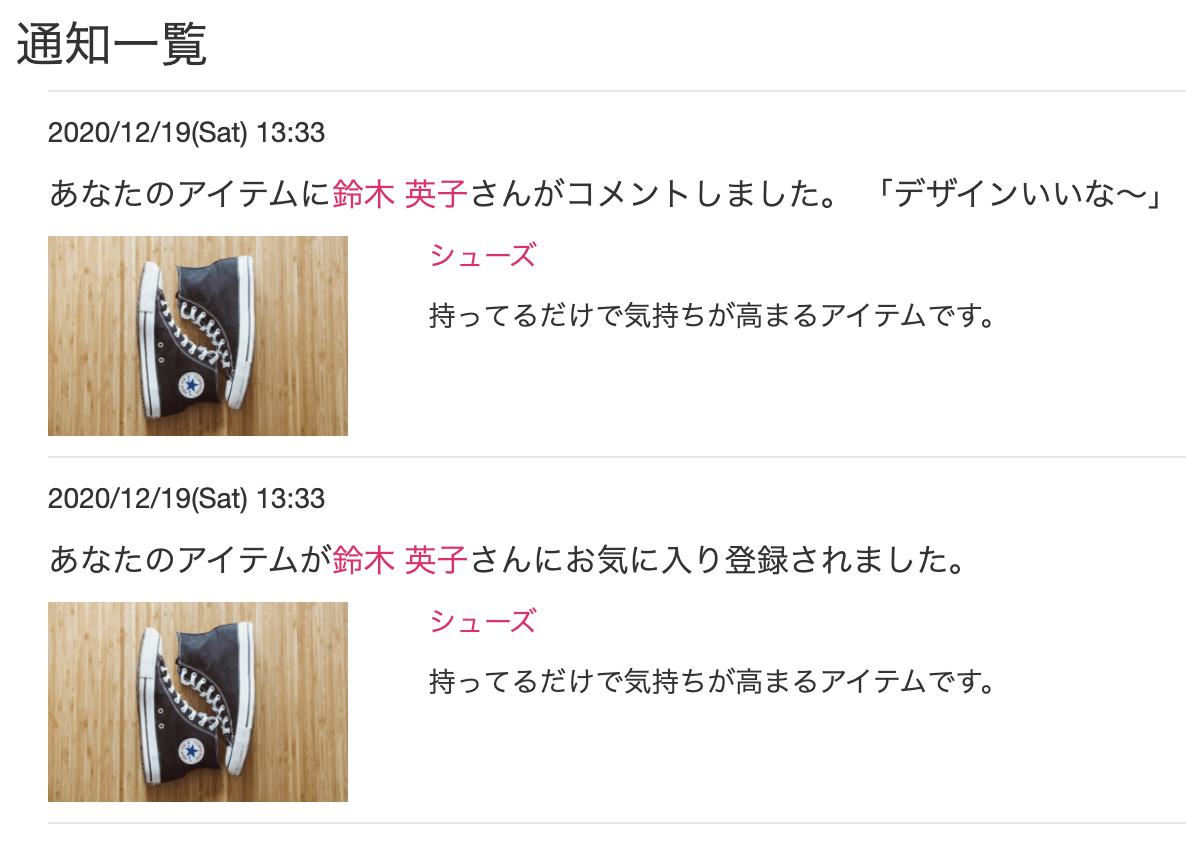 通知一覧
2020/12/19(Sat) 13:33
あなたのアイテムに鈴木 英子さんがコメントしました。 「デザインいいな〜」
シューズ
持ってるだけで気持ちが高まるアイテムです。
2020/12/19(Sat) 13:33
あなたのアイテムが鈴木 英子さんにお気に入り登録されました。
シューズ
持ってるだけで気持ちが高まるアイテムです。